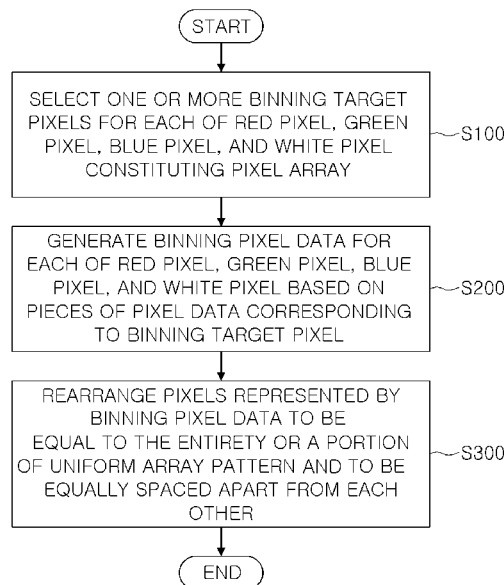 START
SELECT ONE OR MORE BINNING TARGET
PIXELS FOR EACH OF RED PIXEL, GREEN
PIXEL, BLUE PIXEL, AND WHITE PIXEL
CONSTITUTING PIXEL ARRAY
S100
GENERATE BINNING PIXEL DATA FOR
EACH OF RED PIXEL, GREEN PIXEL, BLUE
PIXEL, AND WHITE PIXEL BASED ON
PIECES OF PIXEL DATA CORRESPONDING
TO BINNING TARGET PIXEL
S200
REARRANGE PIXELS REPRESENTED BY
BINNING PIXEL DATA TO BE
EQUAL TO THE ENTIRETY OR A PORTION
OF UNIFORM ARRAY PATTERN AND TO BE
EQUALLY SPACED APART FROM EACH
OTHER
S300
END